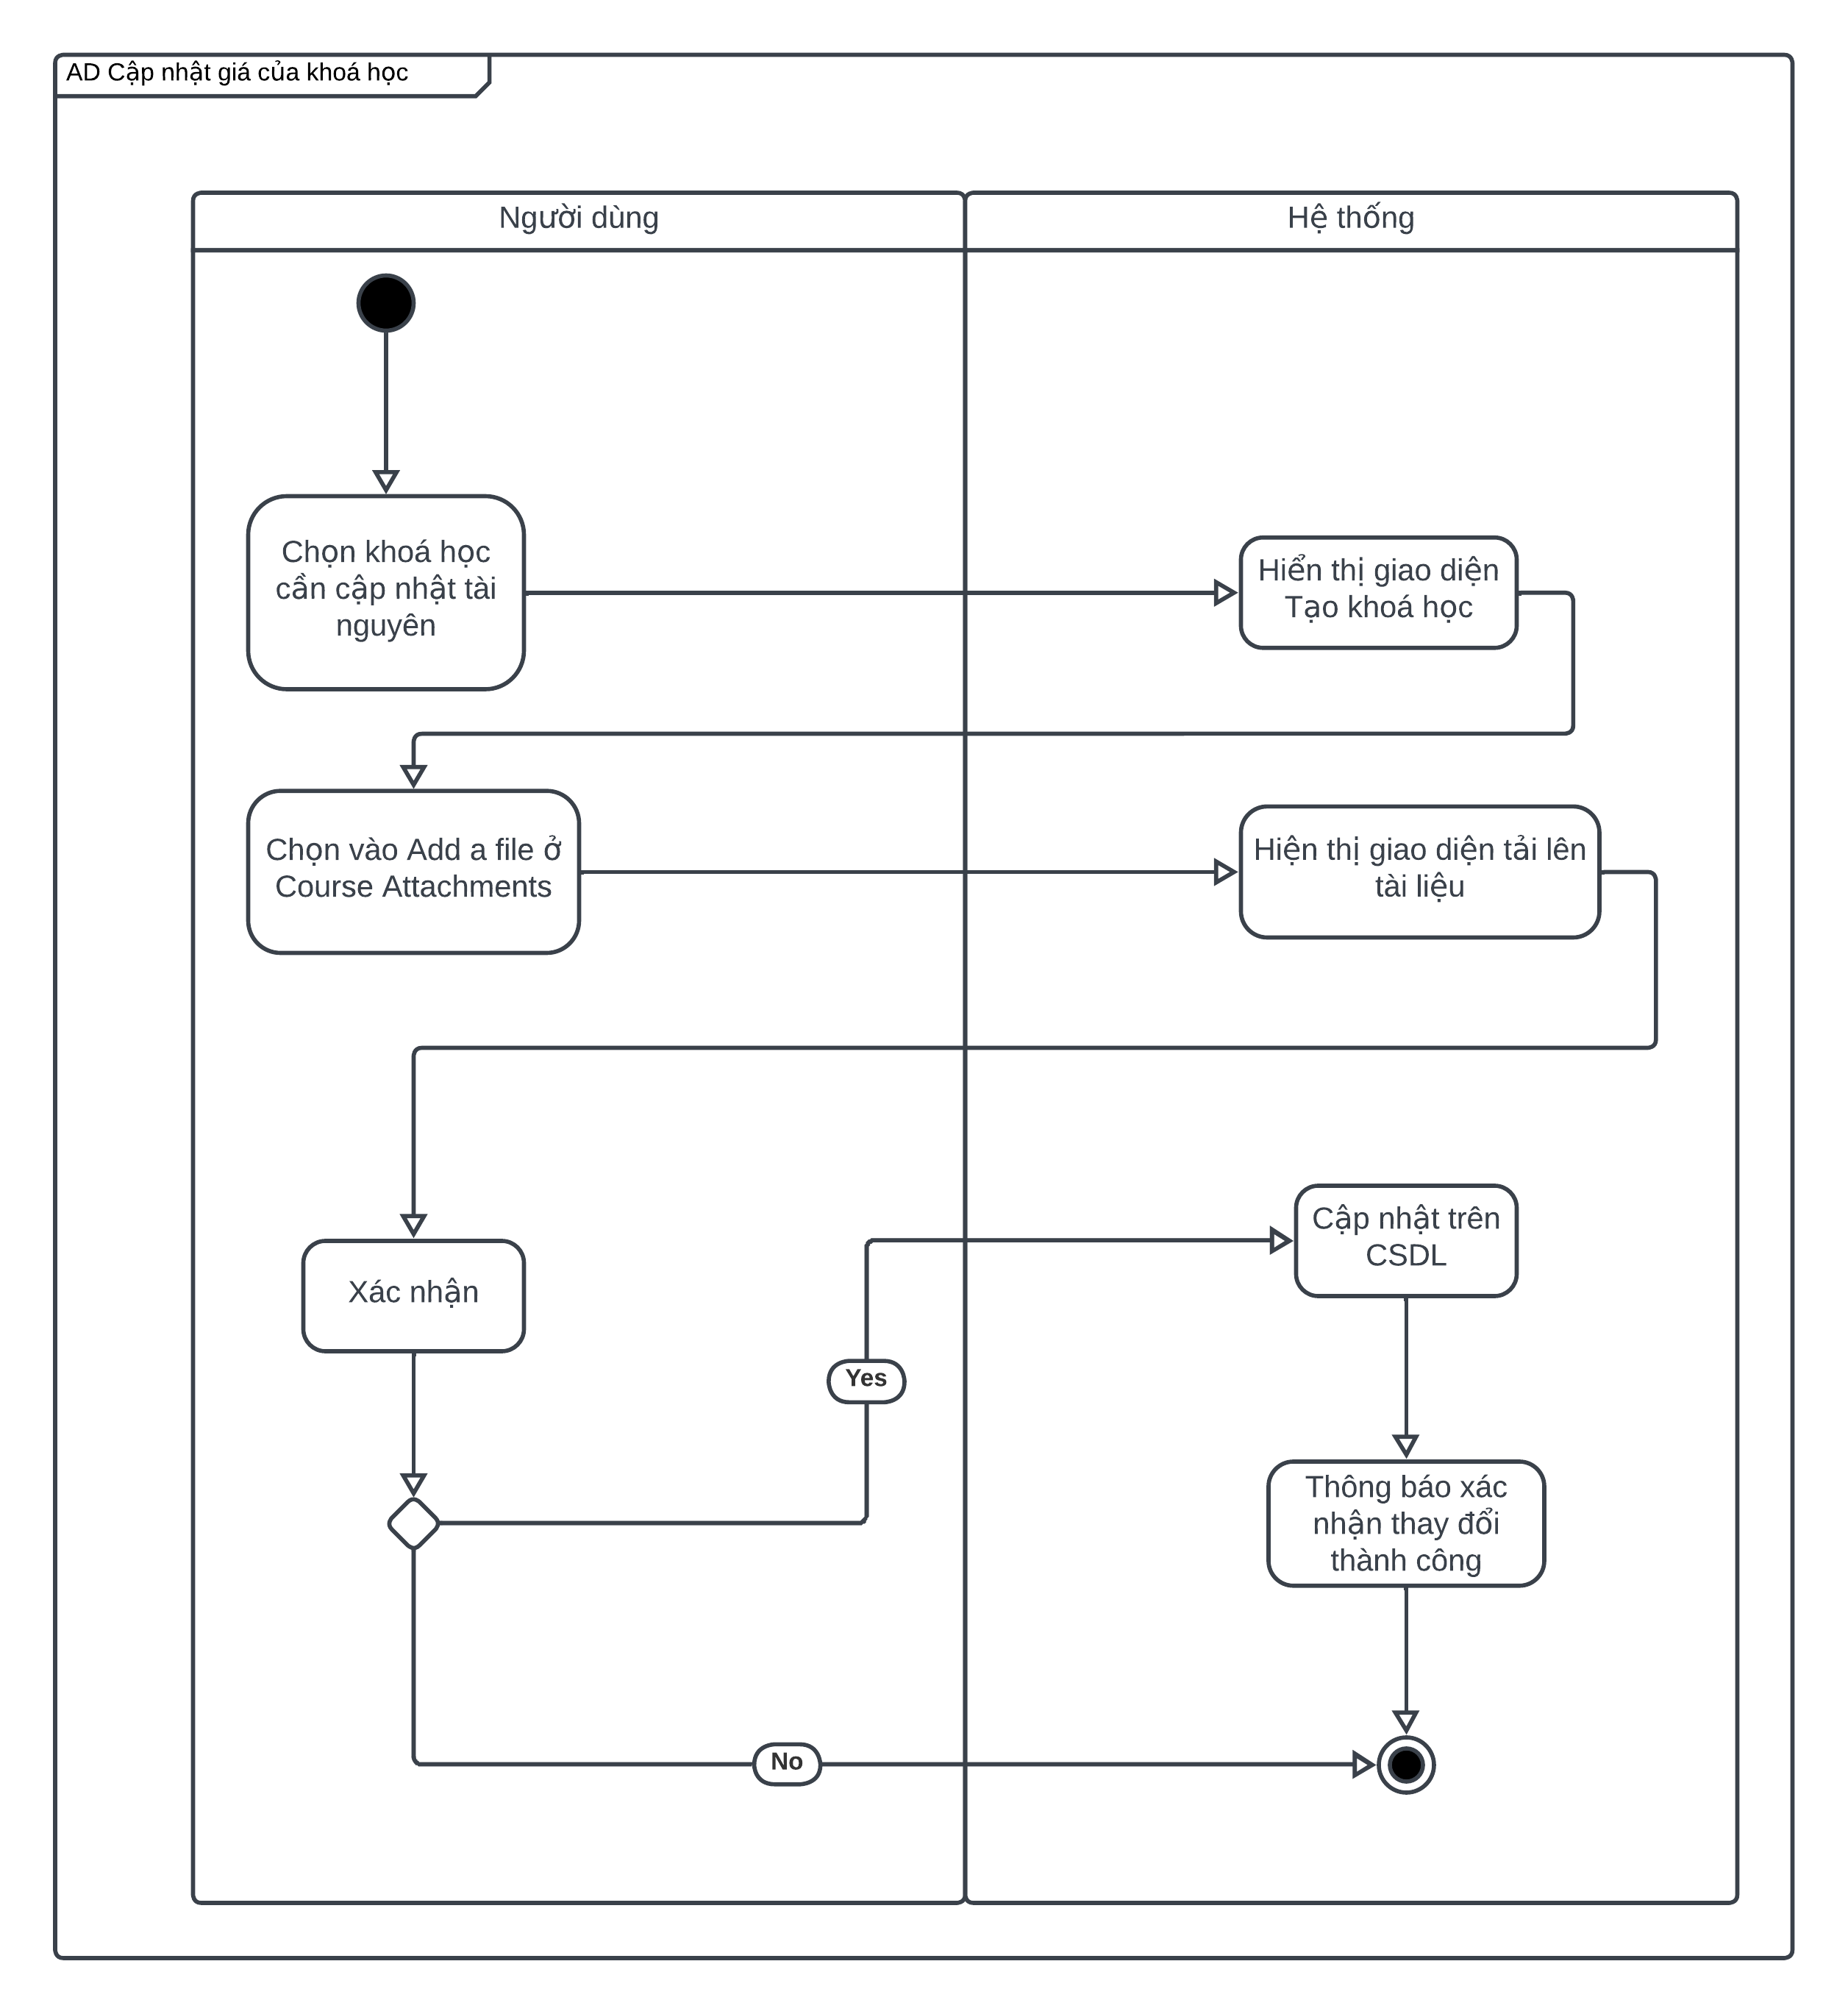 AD Cập nhật giá của khoá học
Người dùng
Hệ thống
Chọn khoá học
cần cập nhật tài
nguyên
Hiển thị giao diện
Tạo khoá học
Chọn vào Add a file ở
Course Attachments
Hiện thị giao diện tải lên
tài liệu
Xác nhận
Cập nhật trên
CSDL
Yes
Thông báo xác
nhận thay đổi
thành công
No